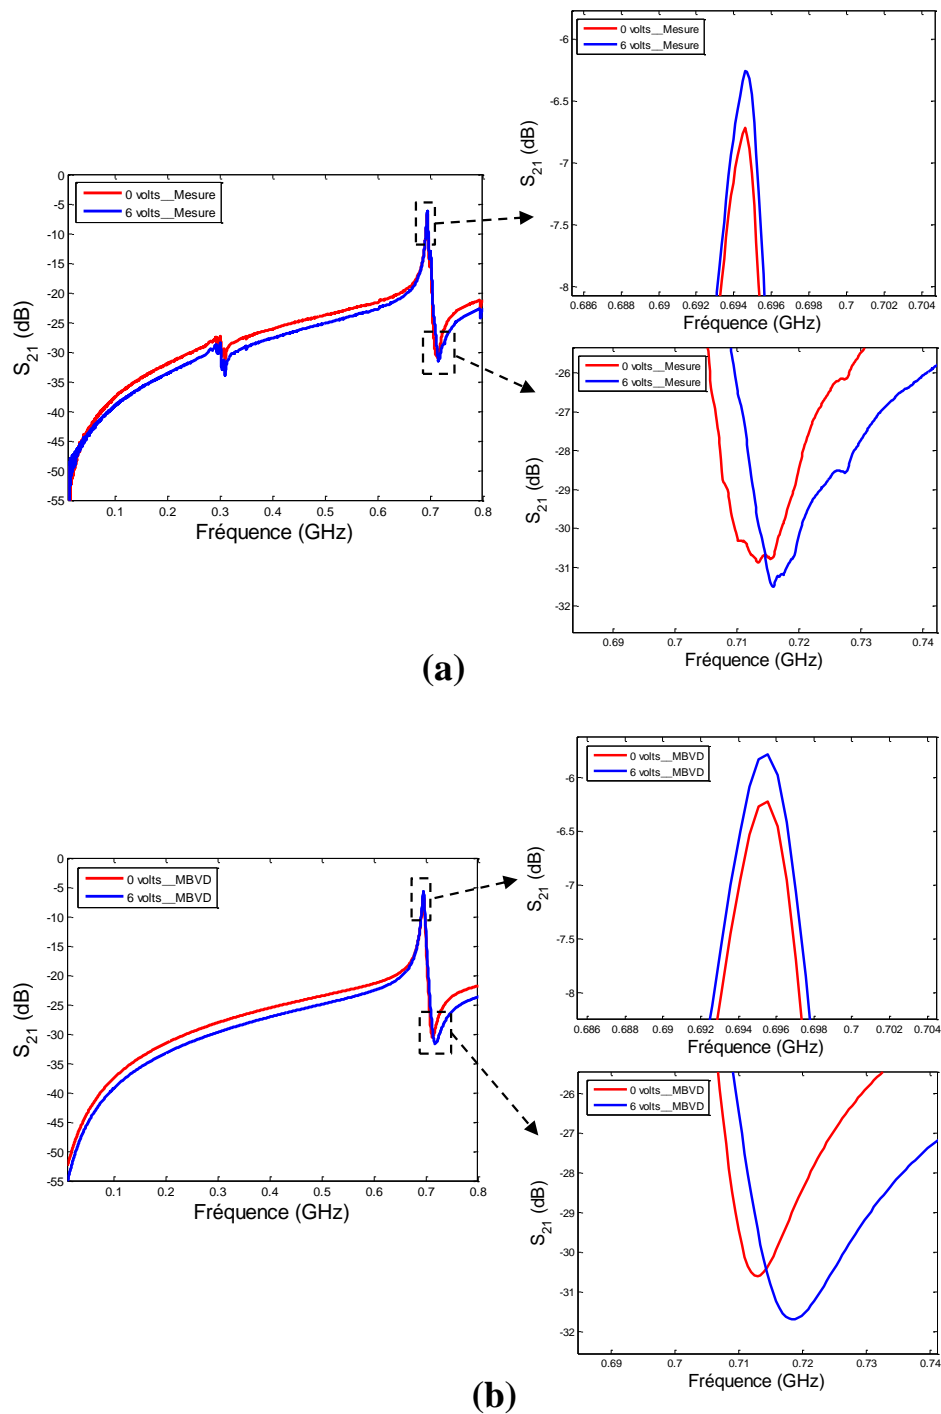 0 volts__Mesure
6 volts__Mesure
0
-5
-10
-15
-20
-25
-30
-35
-40
-45
-50
-55
0.1 0.2 0.3 0.4 0.5 0.6 0.7 0.8
S21 (dB)
Fréquence (GHz)
0 volts__Mesure
6 volts__Mesure
-6
-6.5
-7
-7.5
-8
0.686 0.688 0.69 0.692 0.694 0.696 0.698 0.7 0.702 0.704
S21 (dB)
Fréquence (GHz)
0 volts__Mesure
6 volts__Mesure
-26
-27
-28
-29
-30
-31
-32
0.69 0.7 0.71 0.72 0.73 0.74
S21 (dB)
Fréquence (GHz)
(a)
0 volts__MBVD
6 volts__MBVD
0
-5
-10
-15
-20
-25
-30
-35
-40
-45
-50
-55
0.1 0.2 0.3 0.4 0.5 0.6 0.7 0.8
S21 (dB)
Fréquence (GHz)
0 volts__MBVD
6 volts__MBVD
-6
-6.5
-7
-7.5
-8
0.686 0.688 0.69 0.692 0.694 0.696 0.698 0.7 0.702 0.704
S21 (dB)
Fréquence (GHz)
0 volts__MBVD
6 volts__MBVD
-26
-27
-28
-29
-30
-31
-32
0.69 0.7 0.71 0.72 0.73 0.74
S21 (dB)
Fréquence (GHz)
(b)